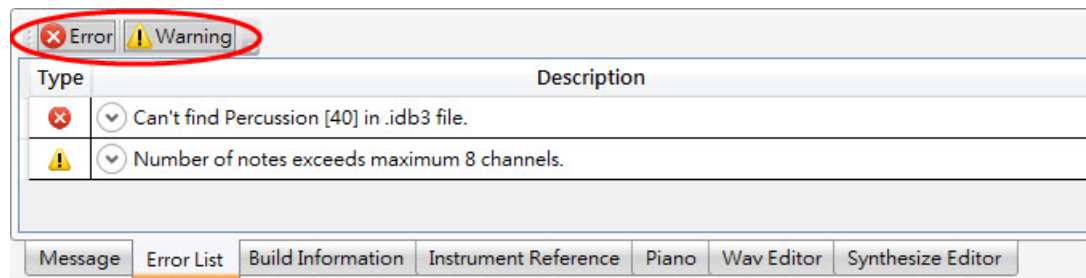 Error Warning
Type Description
Can't find Percussion [40] in .idb3 file.
Number of notes exceeds maximum 8 channels.
Message Error List Build Information Instrument Reference Piano Wav Editor Synthesize Editor